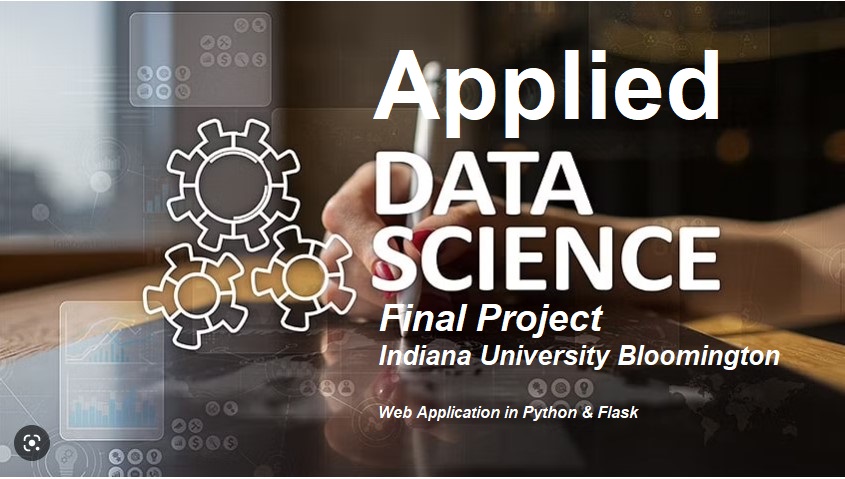 Applied
DATA
SCIENCE
Final Project
Indiana University Bloomington
Web Application in Python & Flask